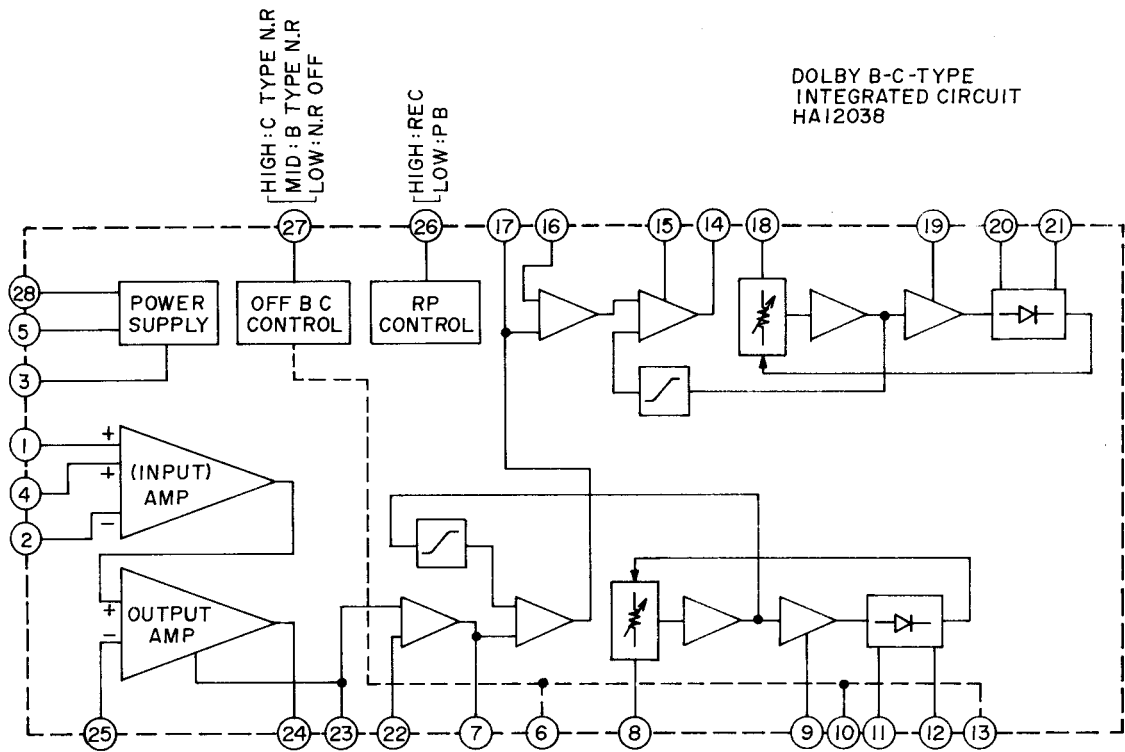 HIGH:C TYPE N.R
MID:B TYPE N.R
LOW:N.R OFF
HIGH:REC
LOW:PB
DOLBY B-C-TYPE
INTEGRATED CIRCUIT
HA12038
27
26
17
16
15
14
18
19
20
21
28
5
3
POWER
SUPPLY
OFF B C
CONTROL
RP
CONTROL
1
4
2
+
+
-
(INPUT)
AMP
+
-
OUTPUT
AMP
25
24
23
22
7
6
8
9
10
11
12
13